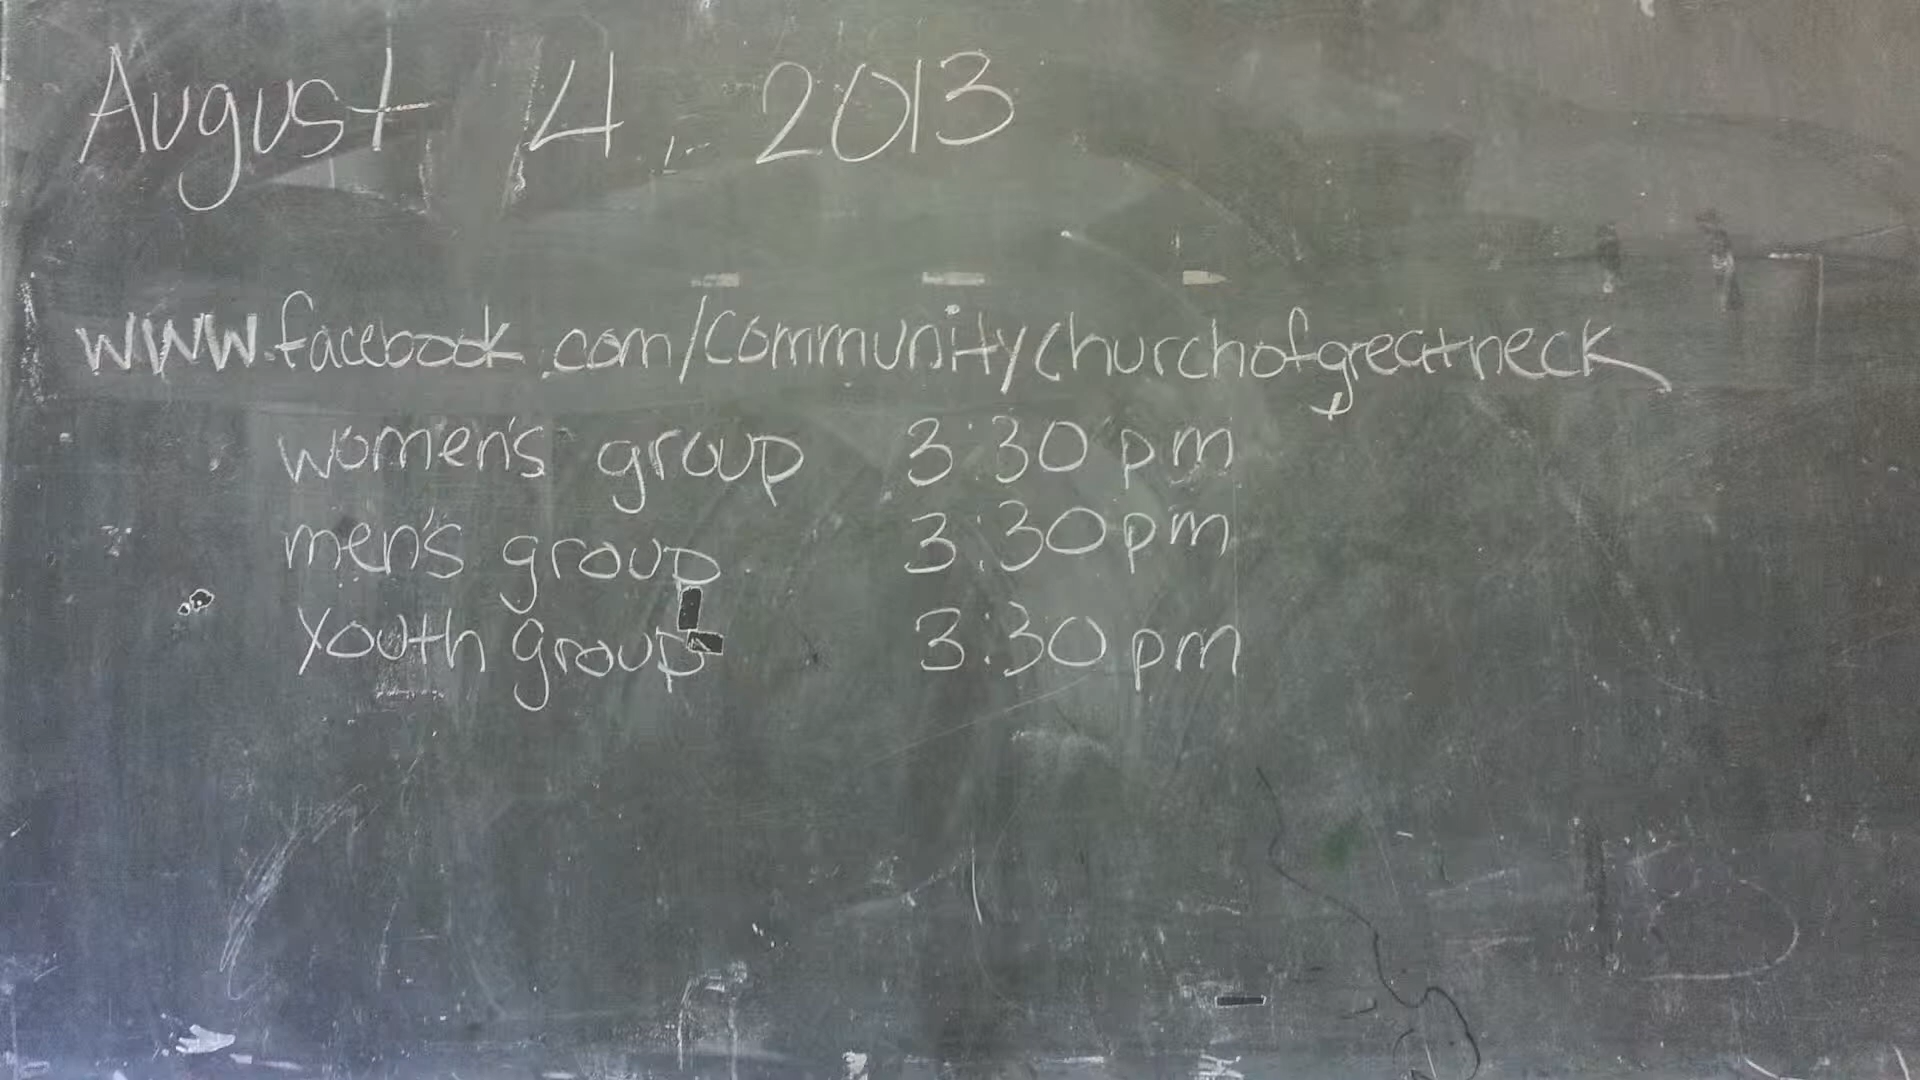 August 4, 2013
www.facebook.com/communitychurchofgreatneck
women's group 3:30 pm
men's group 3:30 pm
Youth group 3:30 pm